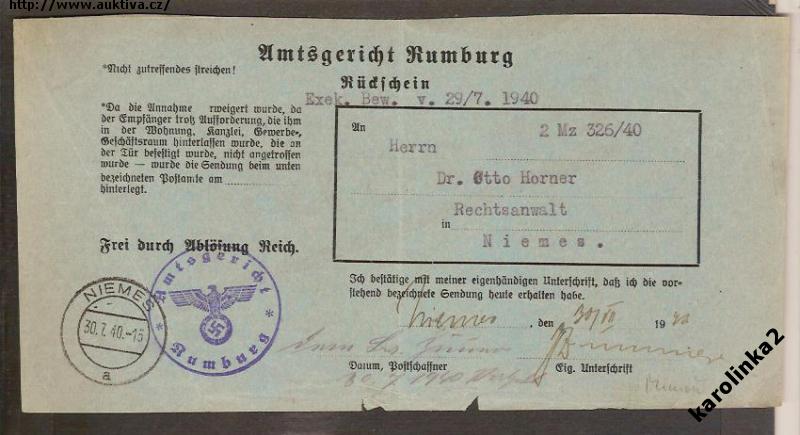 http://www.auktiva.cz/
Amtsgericht Rumburg
*Nicht zutreffendes streichen!
Rückschein
Exek. Bew. v. 29/7. 1940
*Da die Annahme rweigert wurde, da
der Empfänger trotz Aufforderung, die ihm
in der Wohnung, Kanzlei, Gewerbe-,
Geschäftsraum hinterlassen wurde, die an
der Tür befestigt wurde, nicht angetroffen
wurde — wurde die Sendung beim unten
bezeichneten Postamte am
hinterlegt.
An
2 Mz 326/40
Herrn
Dr. Otto Horner
Rechtsanwalt
in
Niemes.
Frei durch Ablösung Reich.
Ich bestätige mit meiner eigenhändigen Unterschrift, daß ich die vor-
stehend bezeichnete Sendung heute erhalten habe.
Niemes, den 30/VII 1940
Datum, Postschaffner
Eig. Unterschrift
NIEMES
30.7.40.-15
a
Amtsgericht
Rumburg
karolinka2